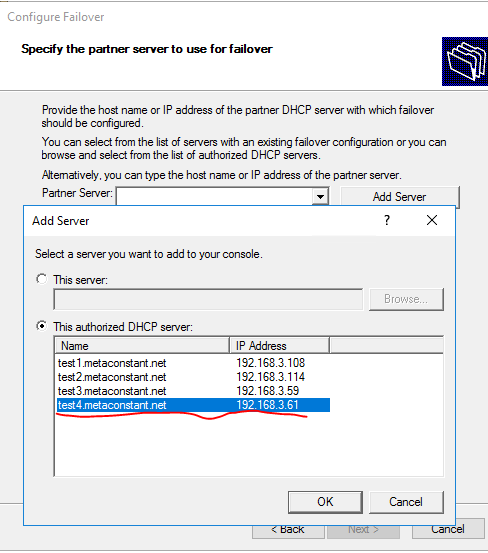 Configure Failover
Specify the partner server to use for failover
Provide the host name or IP address of the partner DHCP server with which failover
should be configured.
You can select from the list of servers with an existing failover configuration or you can
browse and select from the list of authorized DHCP servers.
Alternatively, you can type the host name or IP address of the partner server.
Partner Server:
Add Server
Add Server
?
Select a server you want to add to your console.
This server:
Browse...
This authorized DHCP server:
Name IP Address
test1.metaconstant.net 192.168.3.108
test2.metaconstant.net 192.168.3.114
test3.metaconstant.net 192.168.3.59
test4.metaconstant.net 192.168.3.61
OK Cancel
< Back Next > Cancel